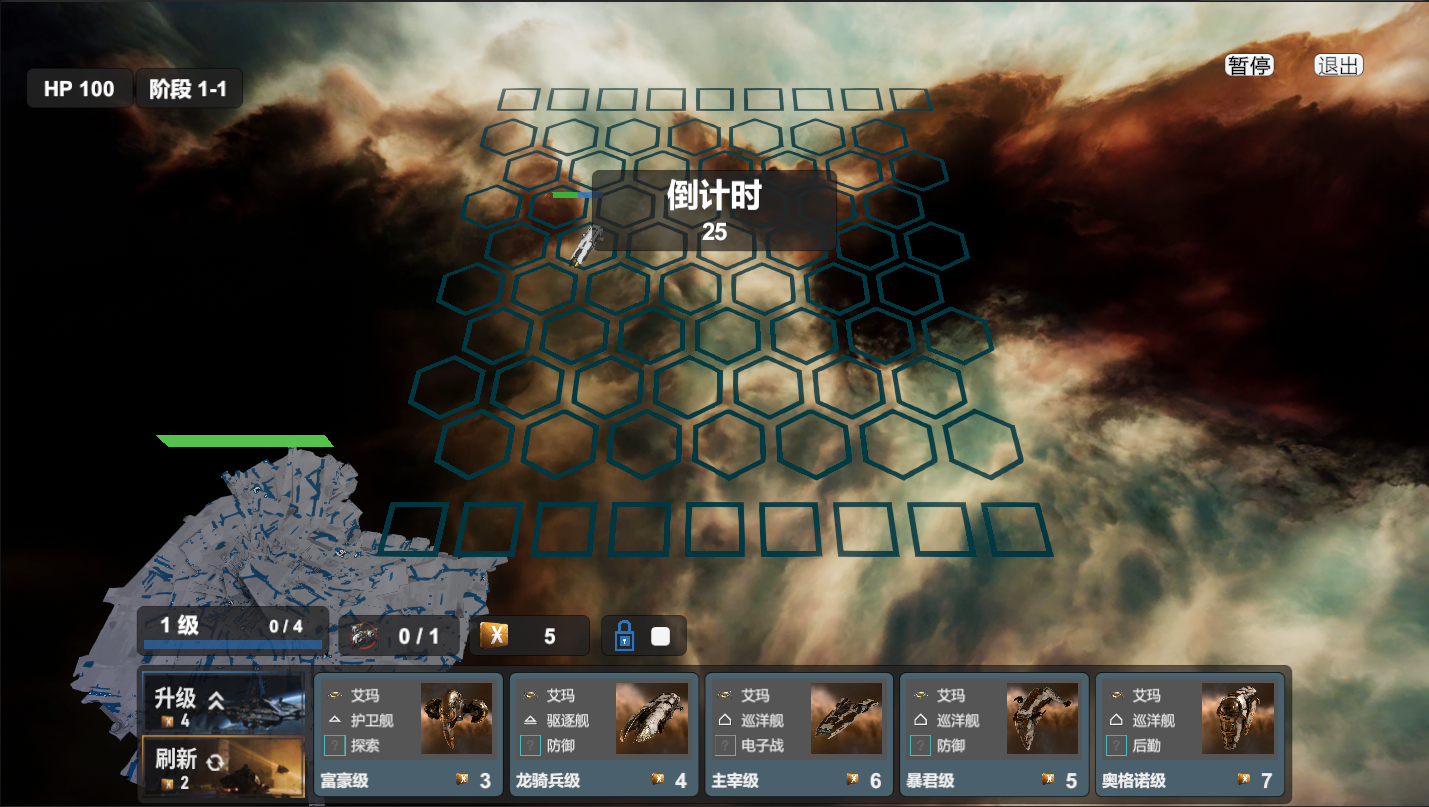 暂停
退出
HP 100
阶段 1-1
倒计时
25
1 级
0 / 4
0 / 1
5
升级
4
刷新
2
艾玛
护卫舰
? 探索
富豪级
3
艾玛
驱逐舰
? 防御
龙骑兵级
4
艾玛
巡洋舰
? 电子战
主宰级
6
艾玛
巡洋舰
? 防御
暴君级
5
艾玛
巡洋舰
? 后勤
奥格诺级
7